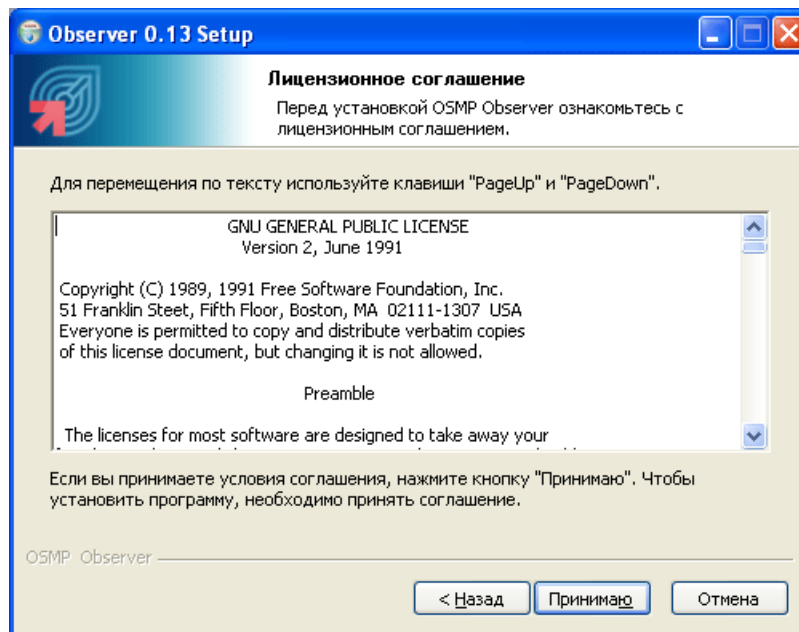 Observer 0.13 Setup
Лицензионное соглашение
Перед установкой OSMP Observer ознакомьтесь с
лицензионным соглашением.
Для перемещения по тексту используйте клавиши "PageUp" и "PageDown".
GNU GENERAL PUBLIC LICENSE
Version 2, June 1991
Copyright (C) 1989, 1991 Free Software Foundation, Inc.
51 Franklin Steet, Fifth Floor, Boston, MA  02111-1307  USA
Everyone is permitted to copy and distribute verbatim copies
of this license document, but changing it is not allowed.
Preamble
The licenses for most software are designed to take away your
Если вы принимаете условия соглашения, нажмите кнопку "Принимаю". Чтобы
установить программу, необходимо принять соглашение.
OSMP Observer
< Назад
Принимаю
Отмена